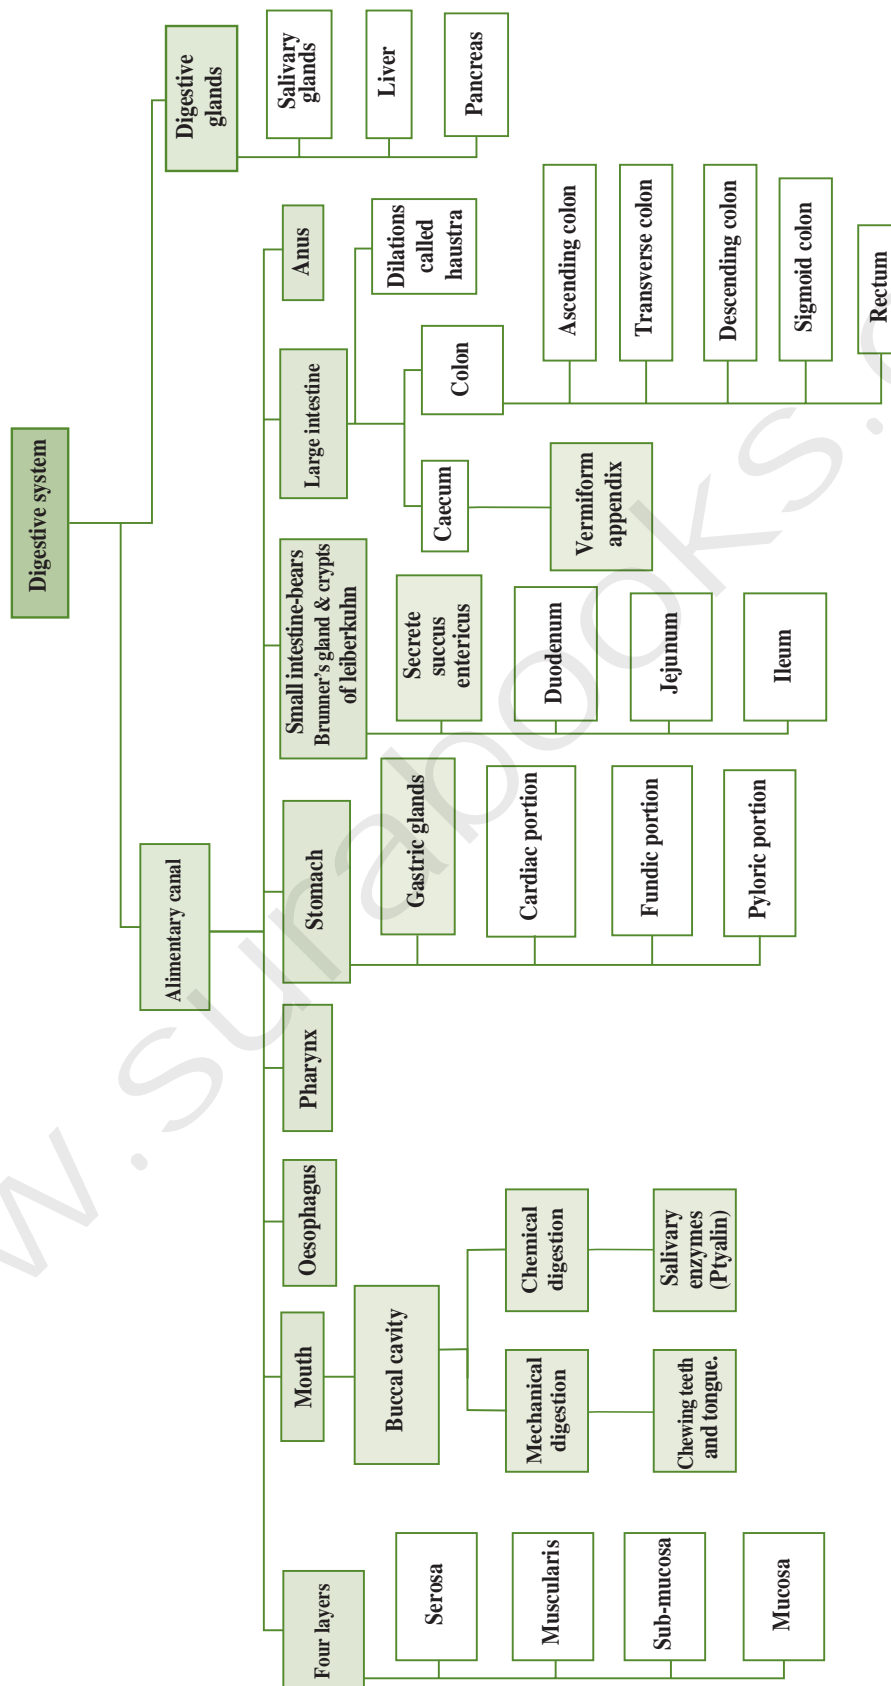 Digestive system
Alimentary canal
Digestive
glands
Four layers
Serosa
Muscularis
Sub-mucosa
Mucosa
Mouth
Buccal cavity
Mechanical
digestion
Chewing teeth
and tongue.
Chemical
digestion
Salivary
enzymes
(Ptyalin)
Oesophagus
Pharynx
Stomach
Gastric glands
Cardiac portion
Fundic portion
Pyloric portion
Small intestine-bears
Brunner's gland & crypts
of leiberkuhn
Secrete
succus
entericus
Duodenum
Jejunum
Ileum
Large intestine
Caecum
Vermiform
appendix
Colon
Ascending colon
Transverse colon
Descending colon
Sigmoid colon
Rectum
Dilations
called
haustra
Anus
Salivary
glands
Liver
Pancreas
w.surabooks.c